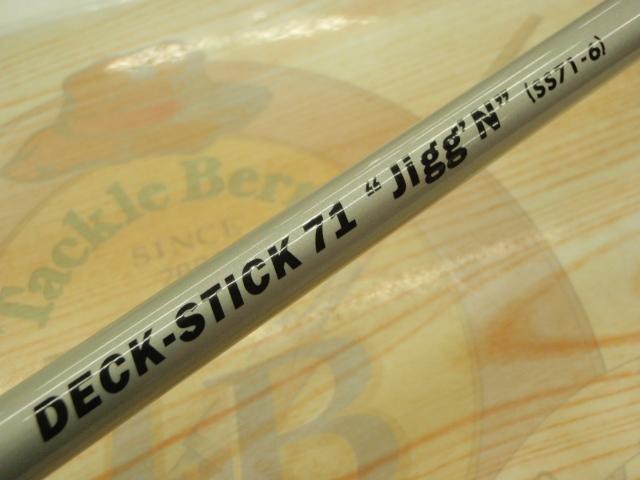 DECK-STICK 71 "Jigg'N" (SS71-6)
Tackle Berry
SINCE
B